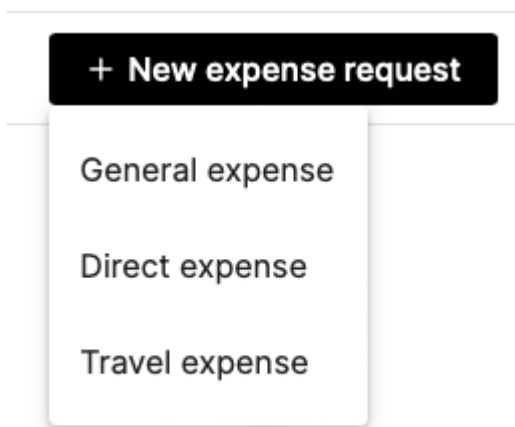 + New expense request
General expense
Direct expense
Travel expense